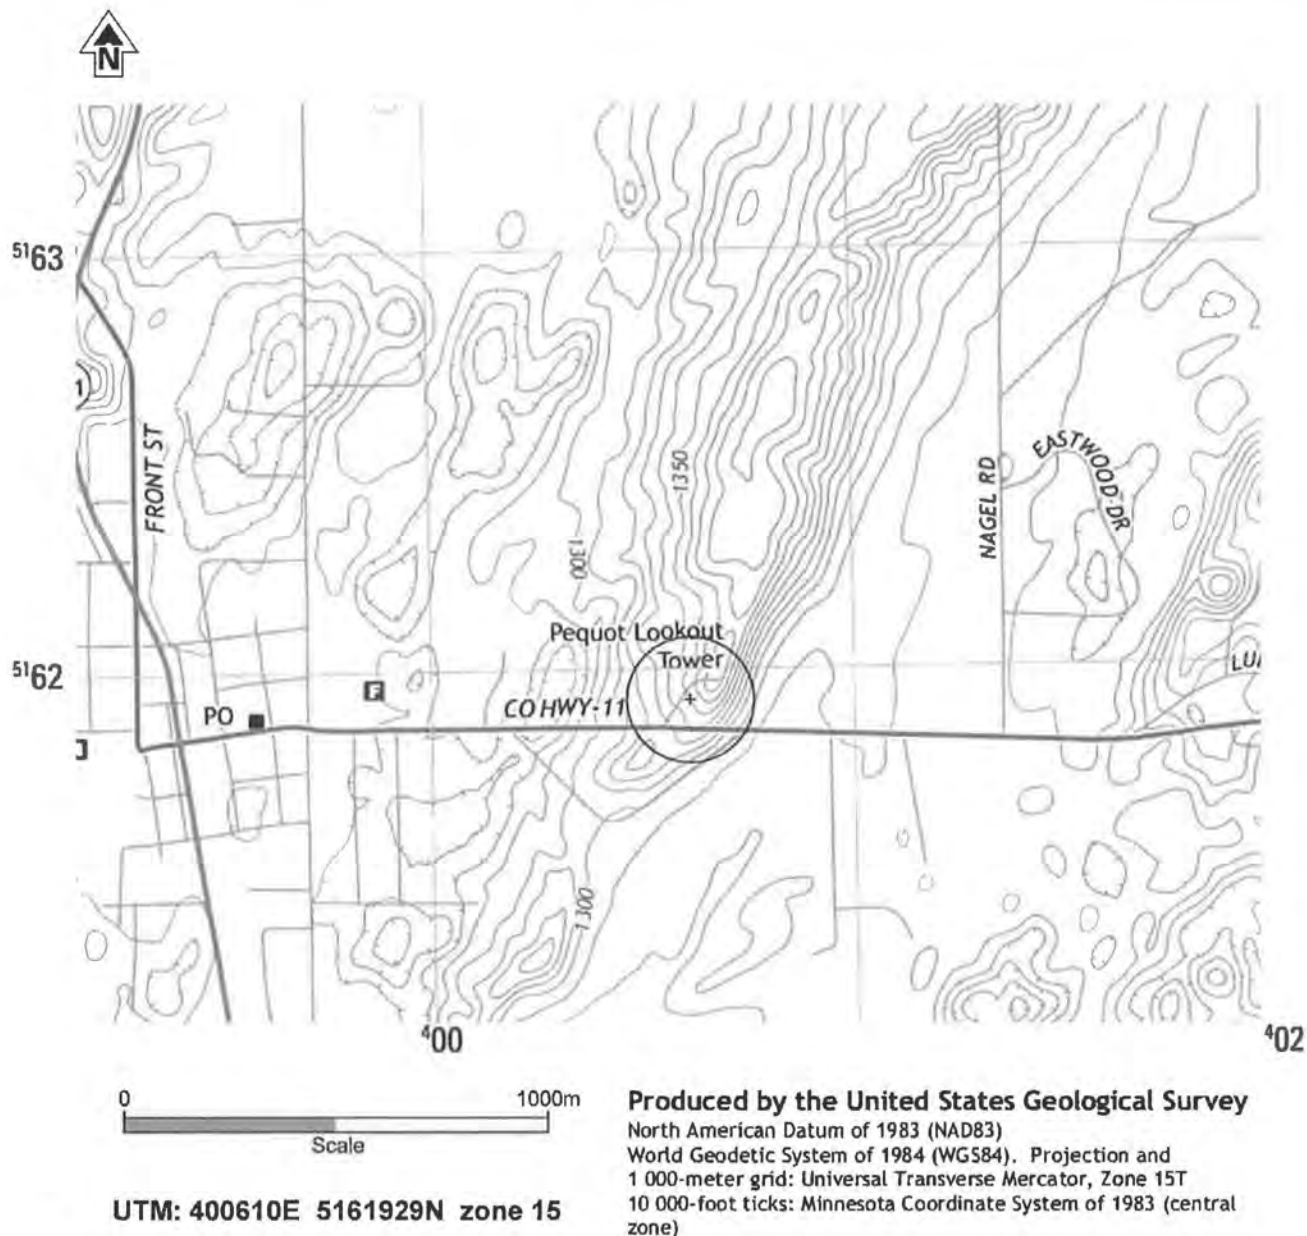 N
5163
FRONT ST
1350
1300
NAGEL RD
EASTWOOD DR
Pequot Lookout
Tower
5162
F
PO
CO HWY-11
1300
400
402
0 1000m
Scale
UTM: 400610E 5161929N zone 15
Produced by the United States Geological Survey
North American Datum of 1983 (NAD83)
World Geodetic System of 1984 (WGS84). Projection and
1 000-meter grid: Universal Transverse Mercator, Zone 15T
10 000-foot ticks: Minnesota Coordinate System of 1983 (central
zone)